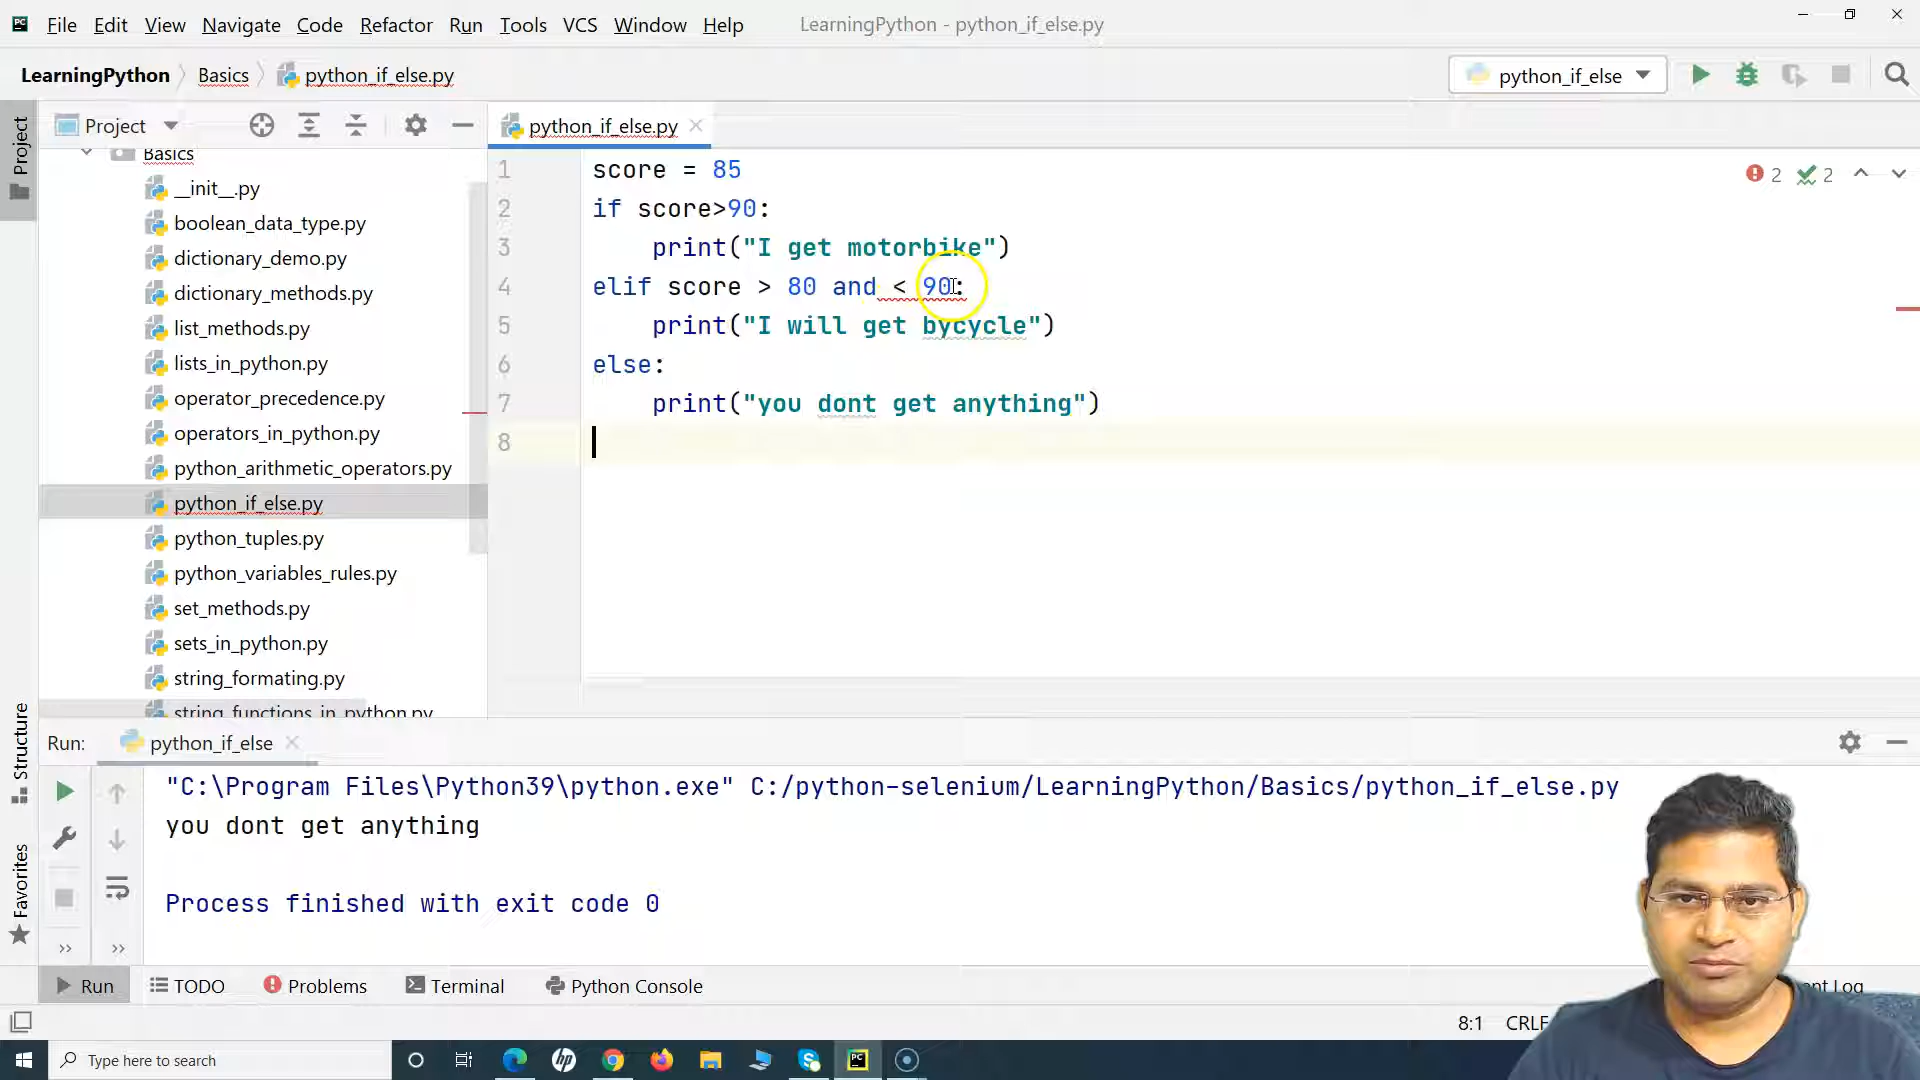 File Edit View Navigate Code Refactor Run Tools VCS Window Help LearningPython - python_if_else.py
LearningPython Basics python_if_else.py python_if_else
Project
Project
python_if_else.py
Basics
__init__.py
boolean_data_type.py
dictionary_demo.py
dictionary_methods.py
list_methods.py
lists_in_python.py
operator_precedence.py
operators_in_python.py
python_arithmetic_operators.py
python_if_else.py
python_tuples.py
python_variables_rules.py
set_methods.py
sets_in_python.py
string_formating.py
string_functions_in_python.py
1 score = 85
2 if score>90:
3 print("I get motorbike")
4 elif score > 80 and < 90:
5 print("I will get bycycle")
6 else:
7 print("you dont get anything")
8
2 2
Structure
Favorites
Run: python_if_else
"C:\Program Files\Python39\python.exe" C:/python-selenium/LearningPython/Basics/python_if_else.py
you dont get anything
Process finished with exit code 0
Run TODO Problems Terminal Python Console Log
8:1 CRLF
Type here to search